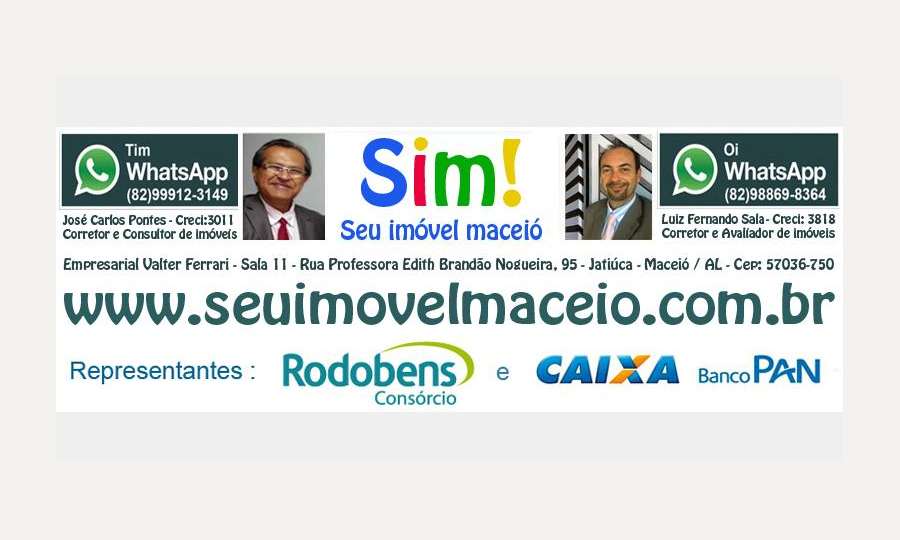 Tim
WhatsApp
(82)99912-3149
José Carlos Pontes - Creci:3011
Corretor e Consultor de imóveis
Sim!
Seu imóvel maceió
Oi
WhatsApp
(82)98869-8364
Luiz Fernando Sala - Creci: 3818
Corretor e Avaliador de imóveis
Empresarial Valter Ferrari - Sala 11 - Rua Professora Edith Brandão Nogueira, 95 - Jatiúca - Maceió / AL - Cep: 57036-750
www.seuimovelmaceio.com.br
Representantes : Rodobens e CAIXA Banco PAN
Consórcio